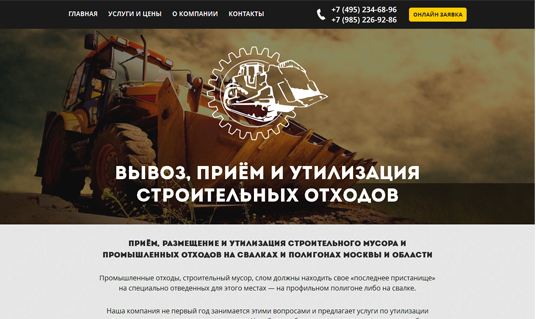 ГЛАВНАЯ УСЛУГИ И ЦЕНЫ О КОМПАНИИ КОНТАКТЫ
+7 (495) 234-68-96
+7 (985) 226-92-86
ОНЛАЙН ЗАЯВКА
ВЫВОЗ, ПРИЁМ И УТИЛИЗАЦИЯ
СТРОИТЕЛЬНЫХ ОТХОДОВ
ПРИЁМ, РАЗМЕЩЕНИЕ И УТИЛИЗАЦИЯ СТРОИТЕЛЬНОГО МУСОРА И
ПРОМЫШЛЕННЫХ ОТХОДОВ НА СВАЛКАХ И ПОЛИГОНАХ МОСКВЫ И ОБЛАСТИ
Промышленные отходы, строительный мусор, слом должны находить свое «последнее пристанище»
на специально отведенных для этого местах — на профильном полигоне либо на свалке.
Наша компания не первый год занимается этими вопросами и предлагает услуги по утилизации